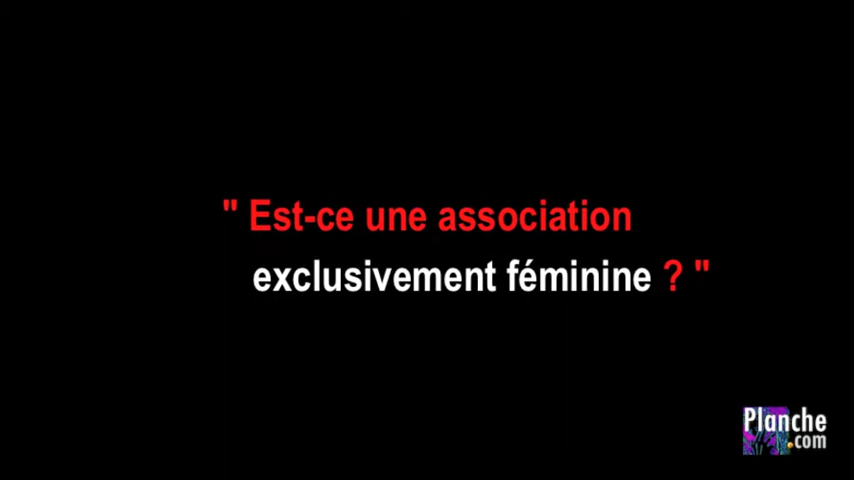 " Est-ce une association
exclusivement féminine ? "
Planche
.com